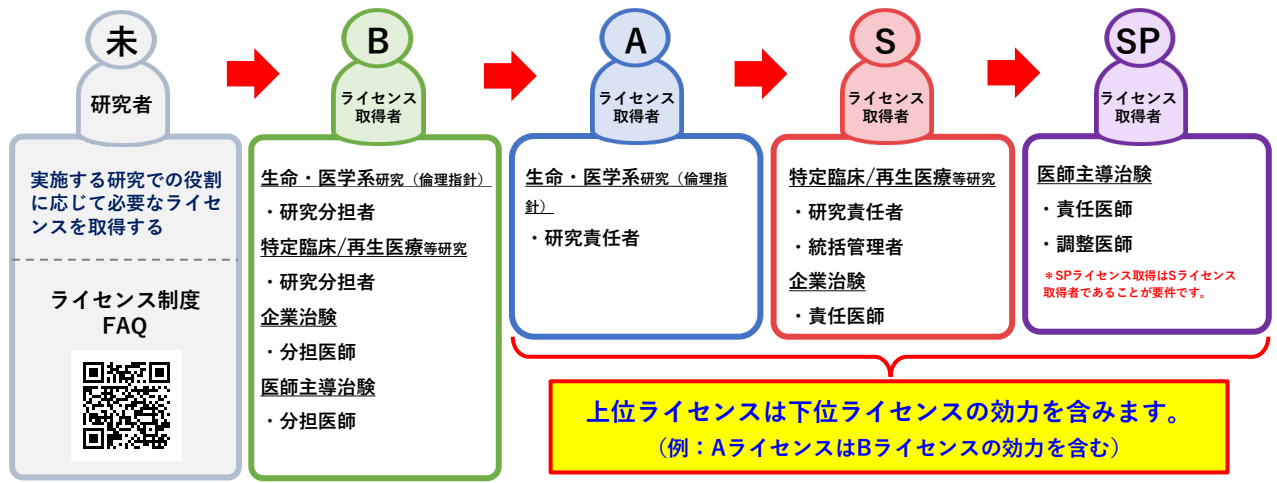 未
研究者
実施する研究での役割
に応じて必要なライセ
ンスを取得する
ライセンス制度
FAQ
B
ライセンス
取得者
生命・医学系研究（倫理指針）
・研究分担者
特定臨床/再生医療等研究
・研究分担者
企業治験
・分担医師
医師主導治験
・分担医師
A
ライセンス
取得者
生命・医学系研究（倫理指
針）
・研究責任者
S
ライセンス
取得者
特定臨床/再生医療等研究
・研究責任者
・統括管理者
企業治験
・責任医師
SP
ライセンス
取得者
医師主導治験
・責任医師
・調整医師
＊SPライセンス取得はSライセンス
取得者であることが要件です。
上位ライセンスは下位ライセンスの効力を含みます。
（例：AライセンスはBライセンスの効力を含む）